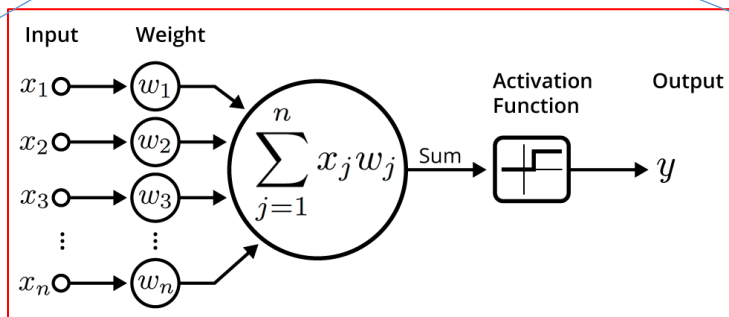 Input Weight
Activation Function
Output
x₁ w₁
x₂ w₂
x₃ w₃
⋮ ⋮
xₙ wₙ
n
∑ xⱼwⱼ
j=1
Sum
y